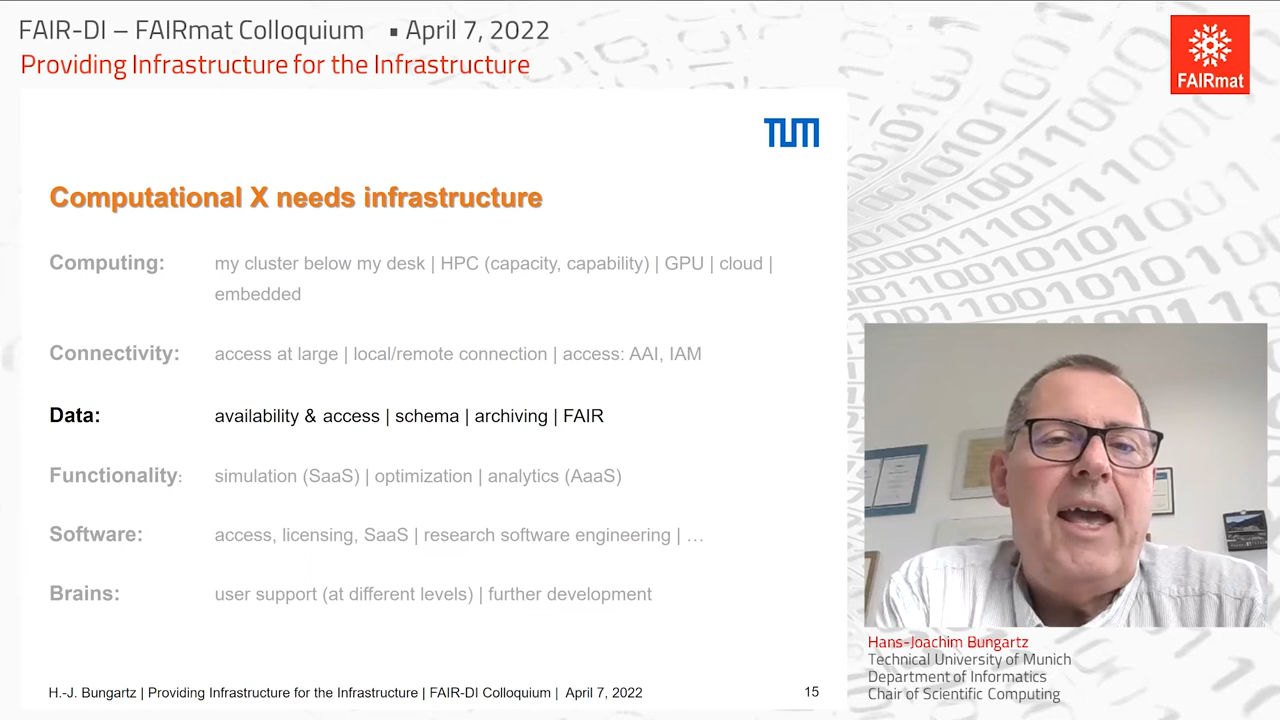 FAIR-DI – FAIRmat Colloquium ▪ April 7, 2022
Providing Infrastructure for the Infrastructure
FAIRmat
TUM
Computational X needs infrastructure
Computing: my cluster below my desk | HPC (capacity, capability) | GPU | cloud |
embedded
Connectivity: access at large | local/remote connection | access: AAI, IAM
Data: availability & access | schema | archiving | FAIR
Functionality: simulation (SaaS) | optimization | analytics (AaaS)
Software: access, licensing, SaaS | research software engineering | …
Brains: user support (at different levels) | further development
H.-J. Bungartz | Providing Infrastructure for the Infrastructure | FAIR-DI Colloquium | April 7, 2022 15
Hans-Joachim Bungartz
Technical University of Munich
Department of Informatics
Chair of Scientific Computing